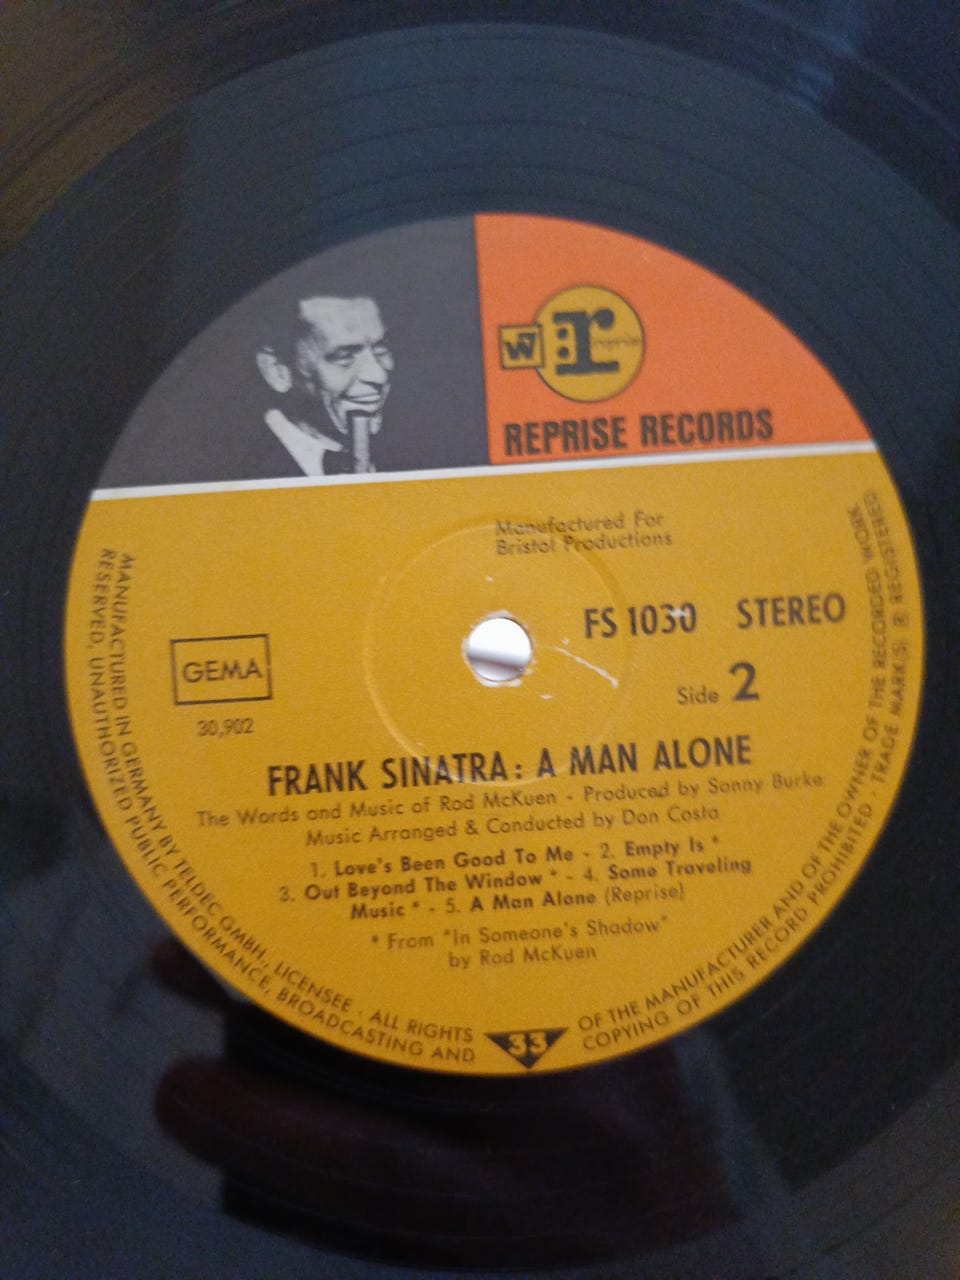 W7
r
reprise
REPRISE RECORDS
Manufactured For
Bristol Productions
FS 1030 STEREO
Side 2
GEMA
30,902
FRANK SINATRA: A MAN ALONE
The Words and Music of Rod McKuen - Produced by Sonny Burke
Music Arranged & Conducted by Don Costa
1. Love's Been Good To Me - 2. Empty Is *
3. Out Beyond The Window * - 4. Some Traveling
Music * - 5. A Man Alone (Reprise)
* From "In Someone's Shadow"
by Rod McKuen
MANUFACTURED IN GERMANY BY TELDEC GMBH., LICENSEE · ALL RIGHTS
RESERVED, UNAUTHORIZED PUBLIC PERFORMANCE, BROADCASTING AND
33
OF THE MANUFACTURER AND OF THE OWNER OF THE RECORDED WORK
COPYING OF THIS RECORD PROHIBITED · TRADE MARK(S) ® REGISTERED